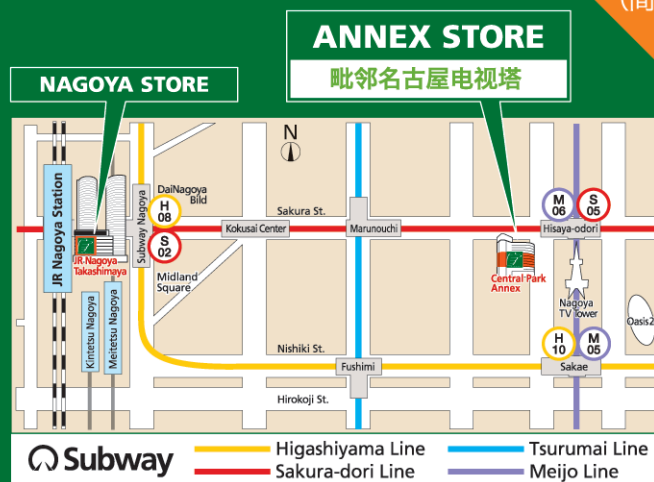 (间
ANNEX STORE
毗邻名古屋电视塔
NAGOYA STORE
N
JR Nagoya Station
DaiNagoya
Bild
Subway Nagoya
H
08
S
02
Sakura St.
Kokusai Center
Marunouchi
M
06
S
05
Hisaya-odori
JR Nagoya
Takashimaya
Central Park
Annex
Midland
Square
Kintetsu Nagoya
Meitetsu Nagoya
Nagoya
TV Tower
Oasis2
Nishiki St.
H
10
M
05
Fushimi
Sakae
Hirokoji St.
Subway
Higashiyama Line
Tsurumai Line
Sakura-dori Line
Meijo Line